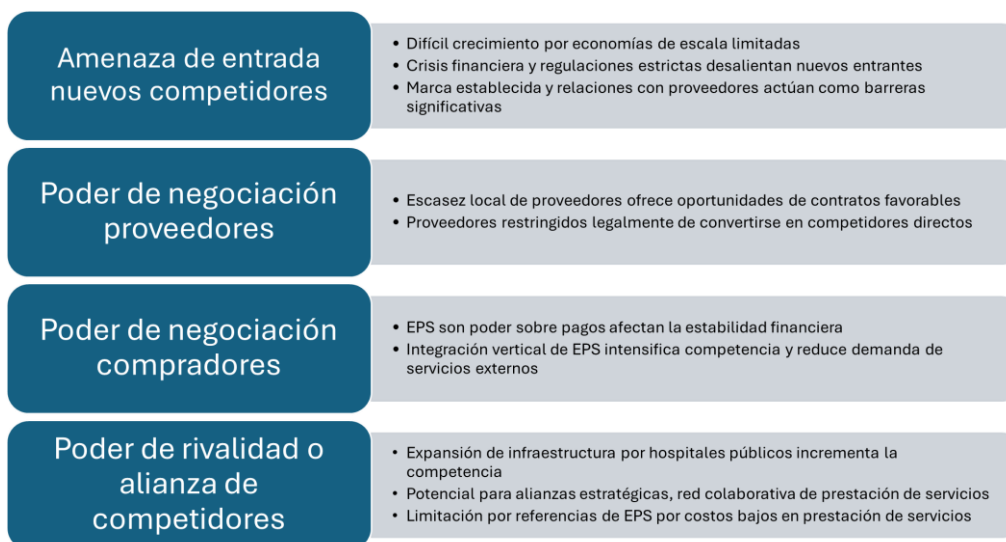 Amenaza de entrada
nuevos competidores
• Difícil crecimiento por economías de escala limitadas
• Crisis financiera y regulaciones estrictas desalientan nuevos entrantes
• Marca establecida y relaciones con proveedores actúan como barreras
significativas
Poder de negociación
proveedores
• Escasez local de proveedores ofrece oportunidades de contratos favorables
• Proveedores restringidos legalmente de convertirse en competidores directos
Poder de negociación
compradores
• EPS son poder sobre pagos afectan la estabilidad financiera
• Integración vertical de EPS intensifica competencia y reduce demanda de
servicios externos
Poder de rivalidad o
alianza de
competidores
• Expansión de infraestructura por hospitales públicos incrementa la
competencia
• Potencial para alianzas estratégicas, red colaborativa de prestación de servicios
• Limitación por referencias de EPS por costos bajos en prestación de servicios